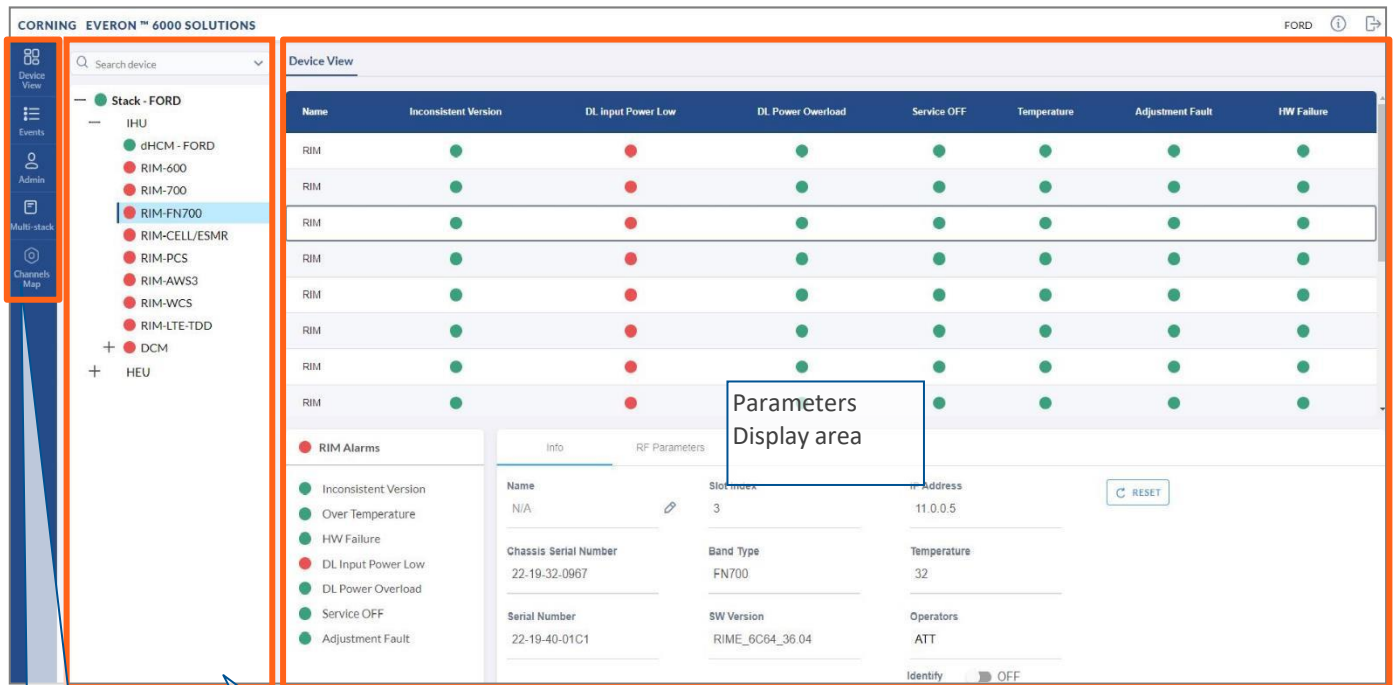 CORNING EVERON ™ 6000 SOLUTIONS
FORD
Device View
Events
Admin
Multi-stack
Channels Map
Search device
Stack - FORD
IHU
dHCM - FORD
RIM-600
RIM-700
RIM-FN700
RIM-CELL/ESMR
RIM-PCS
RIM-AWS3
RIM-WCS
RIM-LTE-TDD
DCM
HEU
Device View
Name Inconsistent Version DL input Power Low DL Power Owerload Service OFF Temperature Adjustment Fault HW Failure
RIM
RIM
RIM
RIM
RIM
RIM
RIM
RIM
Parameters
Display area
RIM Alarms
Inconsistent Version
Over Temperature
HW Failure
DL Input Power Low
DL Power Overload
Service OFF
Adjustment Fault
Info RF Parameters
Name Slot Index IP Address
N/A 3 11.0.0.5
RESET
Chassis Serial Number Band Type Temperature
22-19-32-0967 FN700 32
Serial Number SW Version Operators
22-19-40-01C1 RIME_6C64_36.04 ATT
Identify OFF